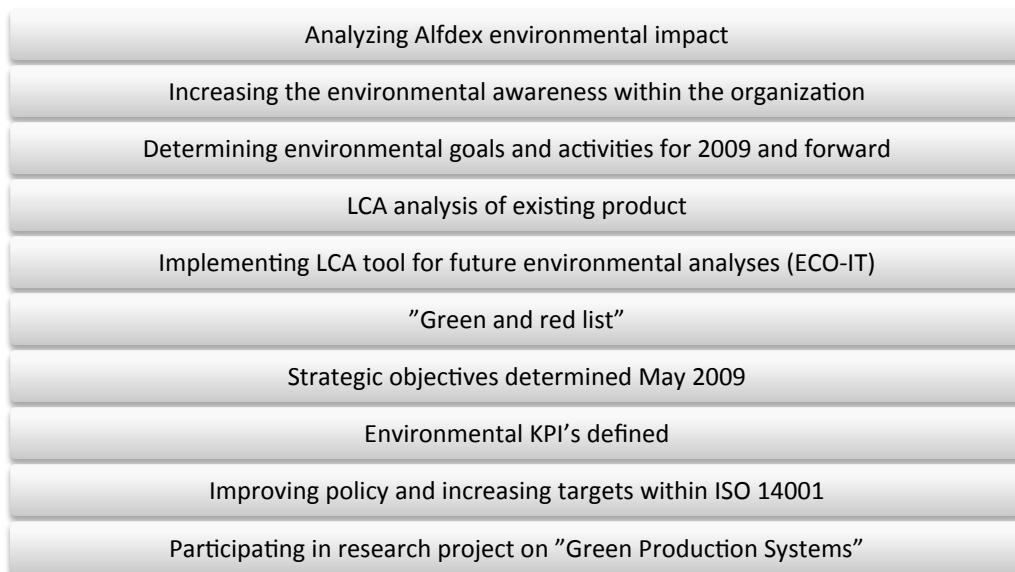 Analyzing Alfdex environmental impact
Increasing the environmental awareness within the organization
Determining environmental goals and activities for 2009 and forward
LCA analysis of existing product
Implementing LCA tool for future environmental analyses (ECO-IT)
”Green and red list”
Strategic objectives determined May 2009
Environmental KPI’s defined
Improving policy and increasing targets within ISO 14001
Participating in research project on ”Green Production Systems”